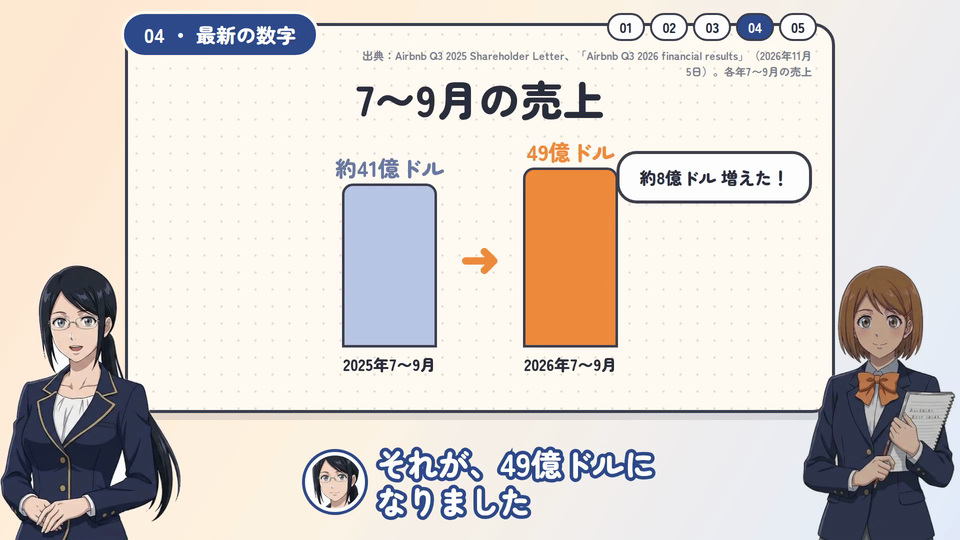 04 ・ 最新の数字
01 02 03 04 05
出典：Airbnb Q3 2025 Shareholder Letter、「Airbnb Q3 2026 financial results」（2026年11月
5日）。各年7〜9月の売上
7〜9月の売上
約41億ドル
49億ドル
約8億ドル 増えた！
2025年7〜9月
2026年7〜9月
それが、49億ドルに
なりました